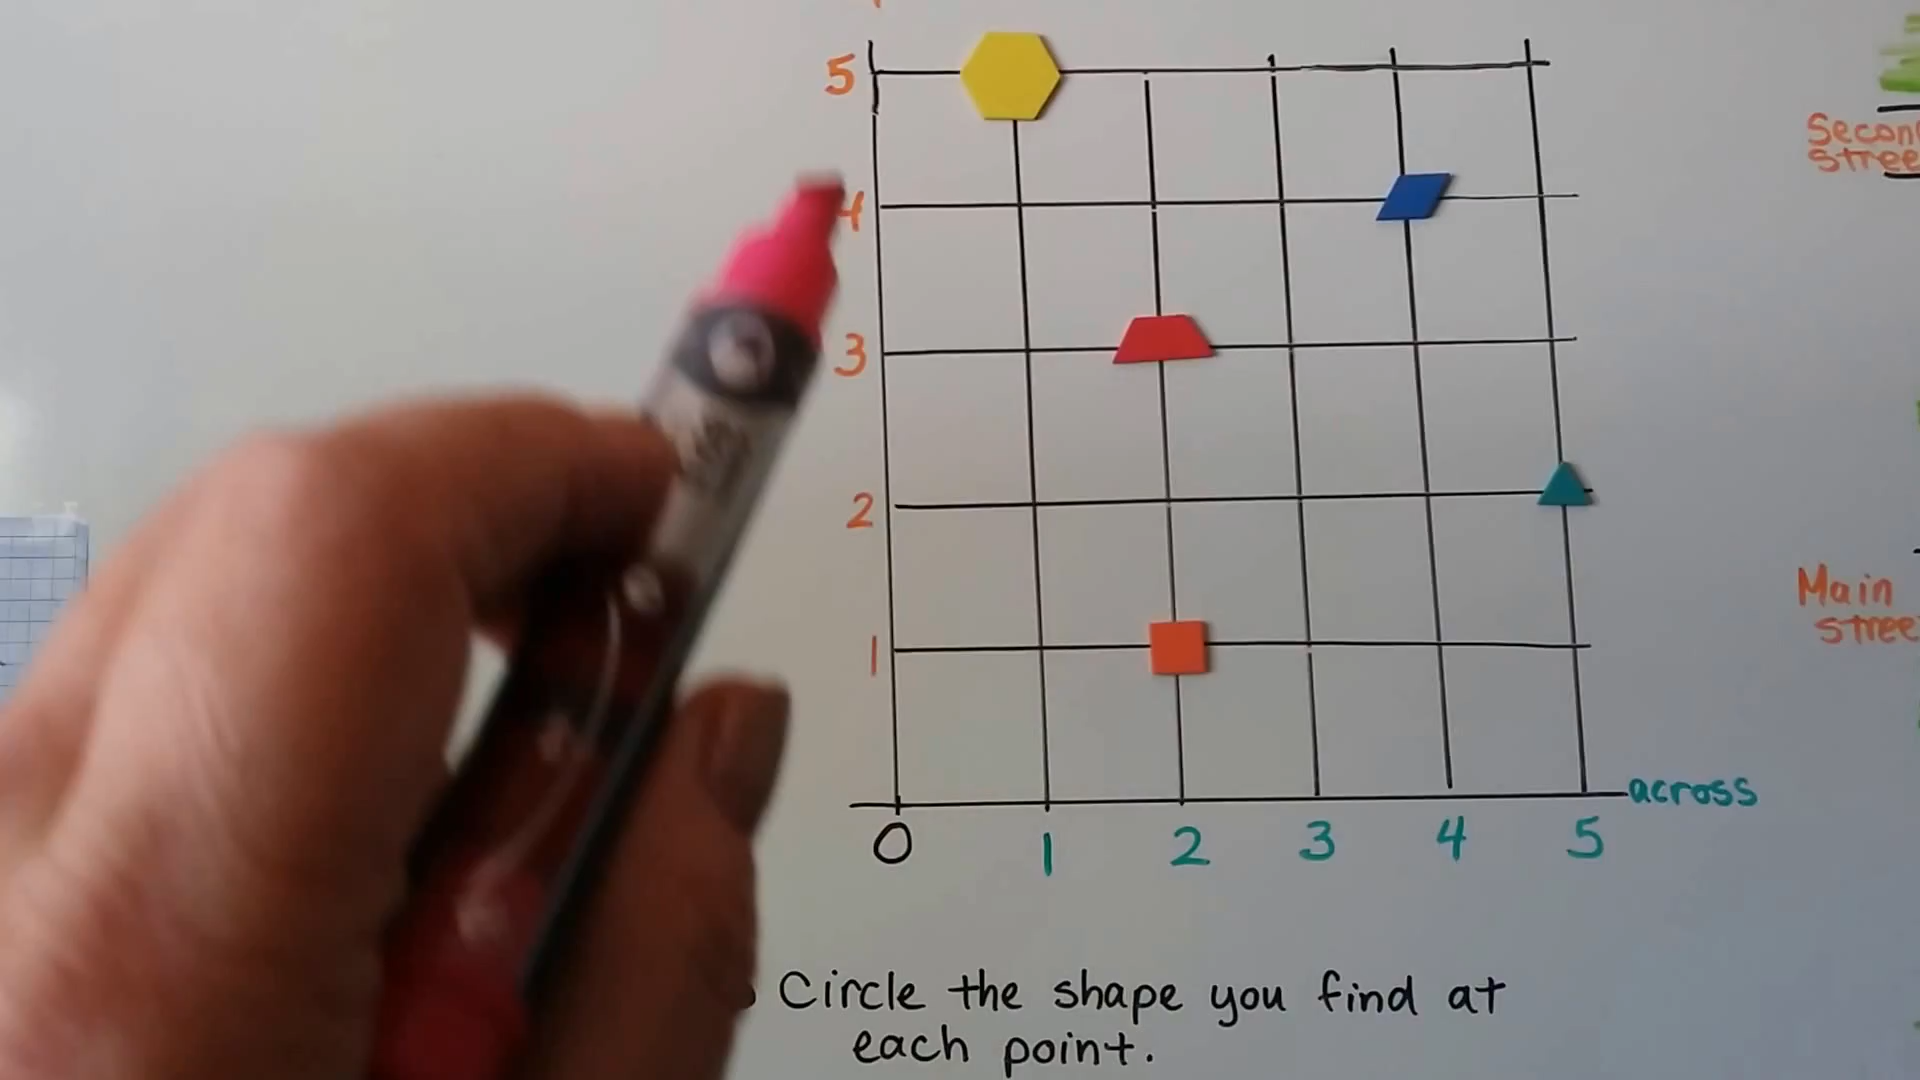 5
4
3
2
1
0 1 2 3 4 5
across
Street
Main
Circle the shape you find at
each point.